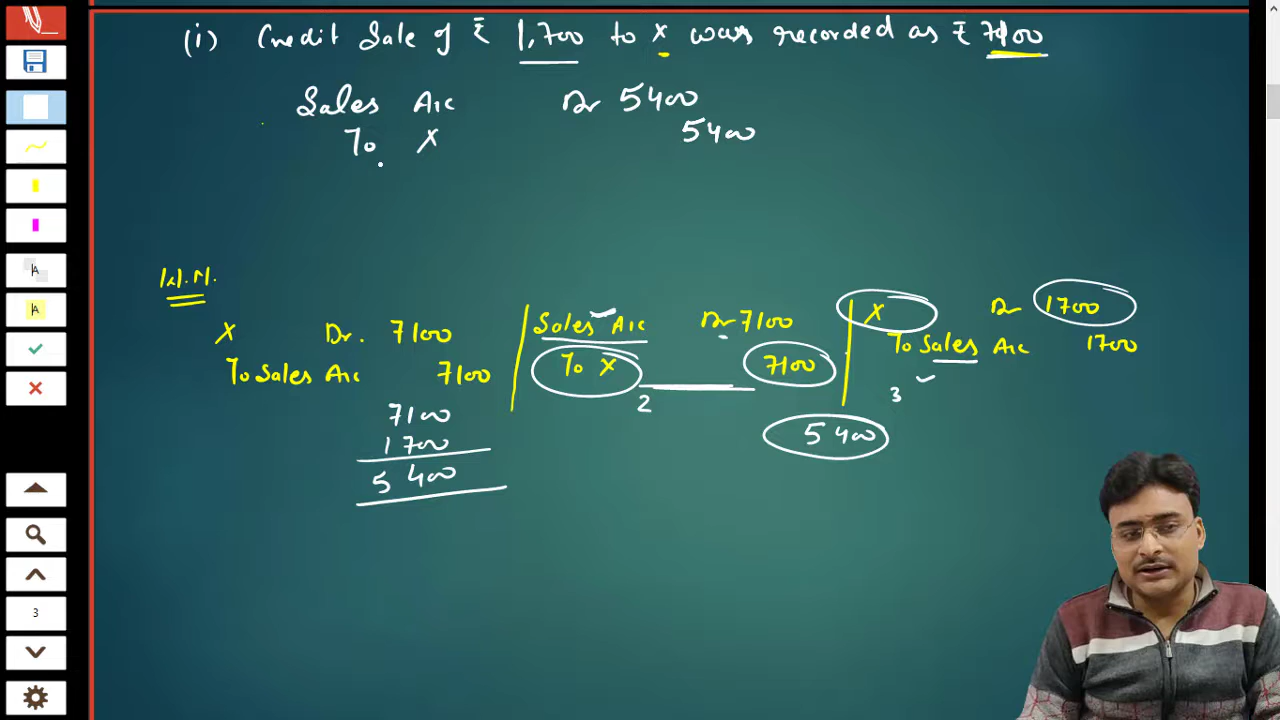 (i) Credit Sale of ₹ 1,700 to X was recorded as ₹ 7100
Sales A/c Dr 5400
To X 5400
W.N.
X Dr. 7100
To Sales A/c 7100
7100
1700
5400
Sales A/c Dr 7100
To X 7100
2
5400
X Dr 1700
To Sales A/c 1700
3
A
A
3